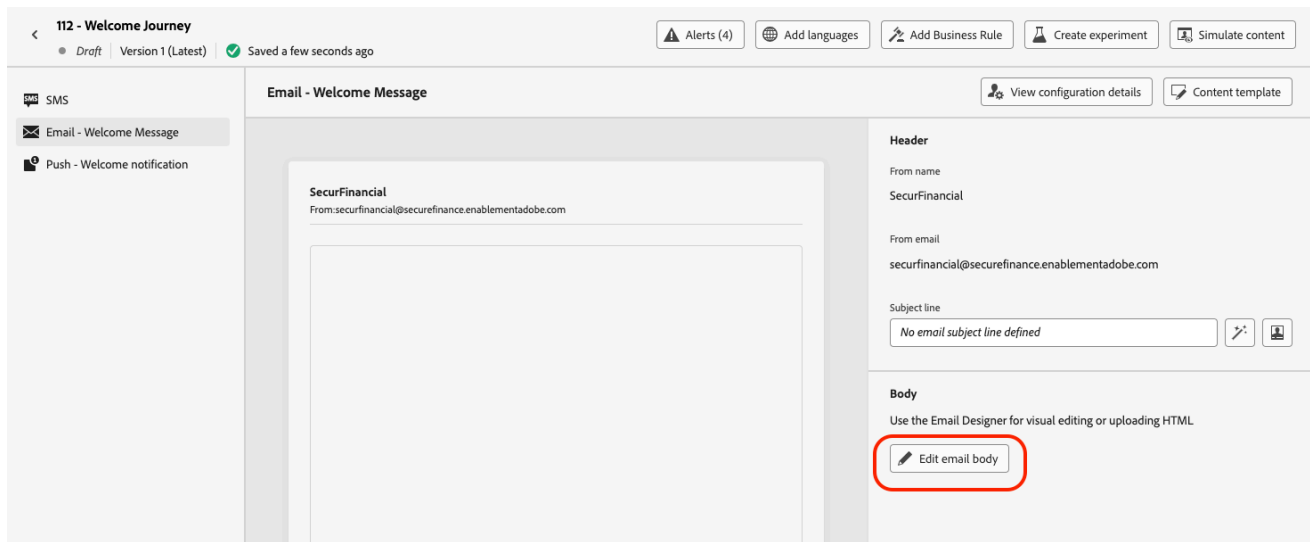 112 - Welcome Journey
Draft Version 1 (Latest) Saved a few seconds ago
Alerts (4) Add languages Add Business Rule Create experiment Simulate content
SMS SMS
Email - Welcome Message
Push - Welcome notification
Email - Welcome Message
View configuration details Content template
SecurFinancial
From:securfinancial@securefinance.enablementadobe.com
Header
From name
SecurFinancial
From email
securfinancial@securefinance.enablementadobe.com
Subject line
No email subject line defined
Body
Use the Email Designer for visual editing or uploading HTML
Edit email body